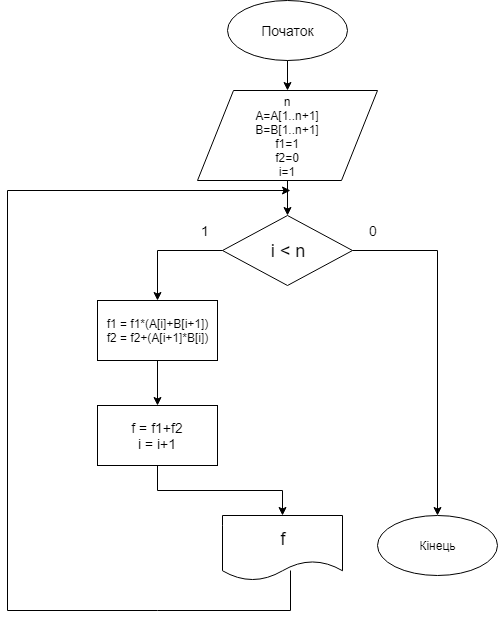 Початок
n
A=A[1..n+1]
B=B[1..n+1]
f1=1
f2=0
i=1
1
i < n
0
f1 = f1*(A[i]+B[i+1])
f2 = f2+(A[i+1]*B[i])
f = f1+f2
i = i+1
f
Кінець